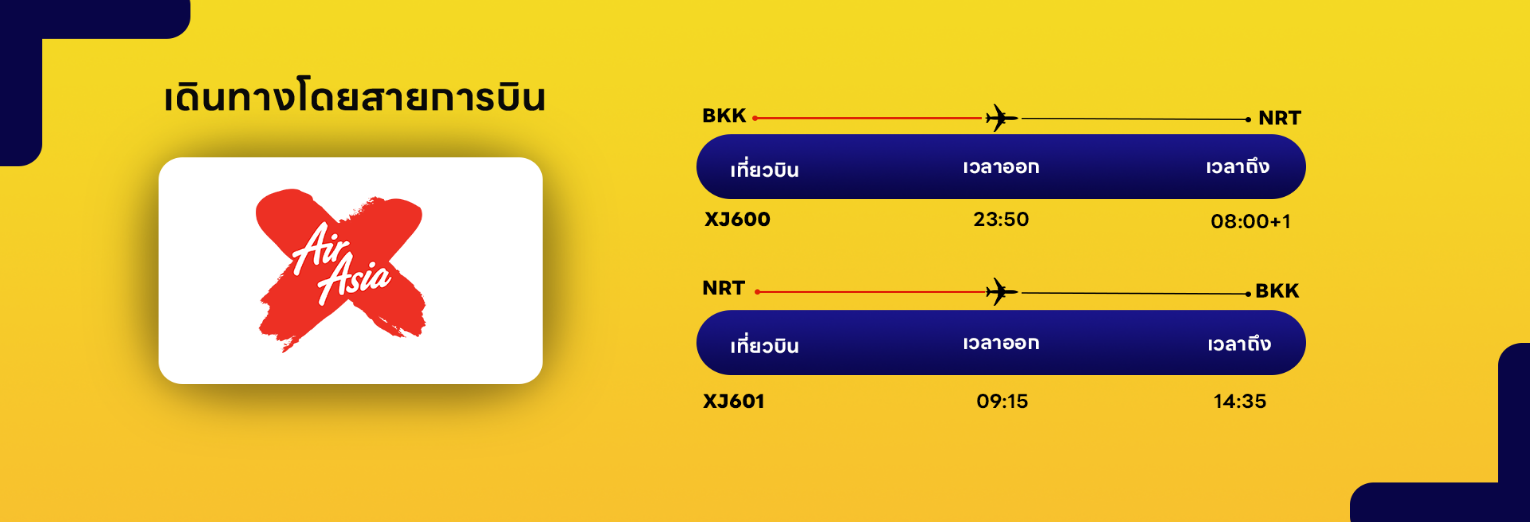 เดินทางโดยสายการบิน
Air
Asia
BKK NRT
เที่ยวบิน เวลาออก เวลาถึง
XJ600 23:50 08:00+1
NRT BKK
เที่ยวบิน เวลาออก เวลาถึง
XJ601 09:15 14:35